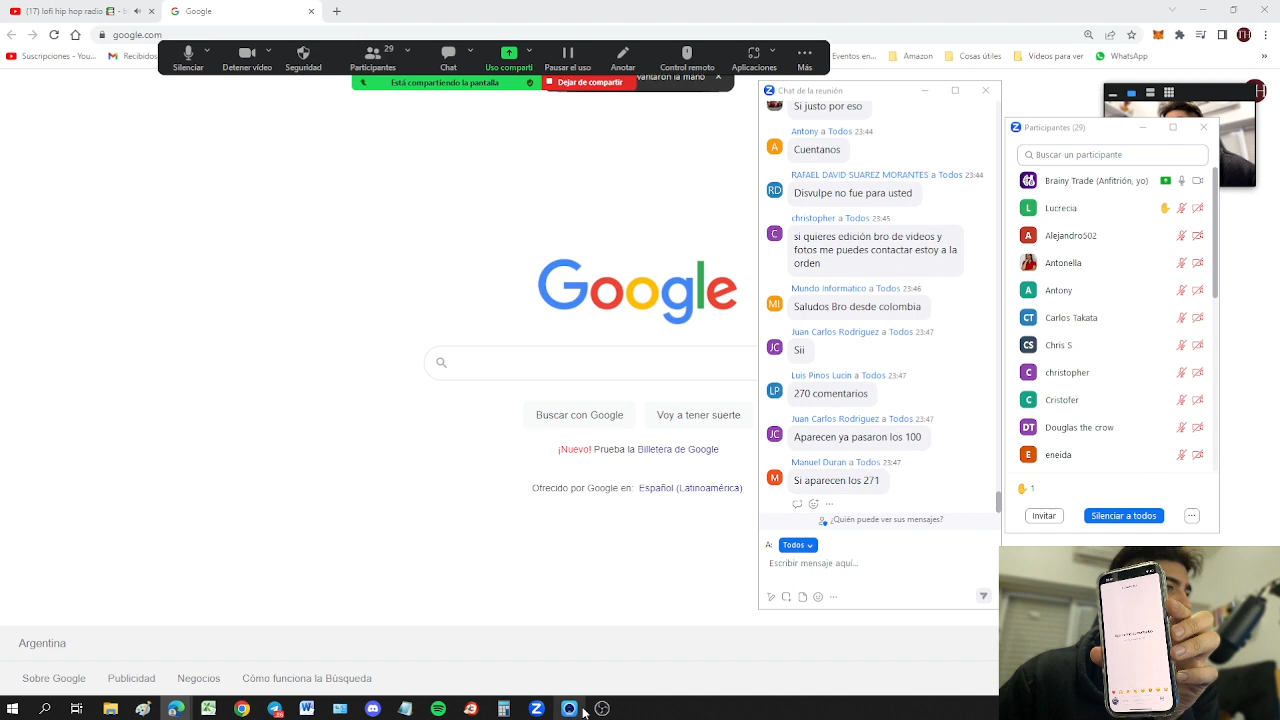 (17) lofi hip hop radio
Google
google.com
Suscripciones - You...
M Recibidos
Eventos en...
Amazon
Cosas útiles
Videos para ver
WhatsApp
»
29
Silenciar
Detener vídeo
Seguridad
Participantes
Chat
Uso comparti
Pausar el uso
Anotar
Control remoto
Aplicaciones
Más
Está compartiendo la pantalla
Dejar de compartir
vantaron la mano
Google
Buscar con Google
Voy a tener suerte
¡Nuevo! Prueba la Billetera de Google
Ofrecido por Google en: Español (Latinoamérica)
Argentina
Sobre Google
Publicidad
Negocios
Cómo funciona la Búsqueda
Chat de la reunión
Si justo por eso
Antony a Todos 23:44
A
Cuentanos
RAFAEL DAVID SUAREZ MORANTES a Todos 23:44
RD
Disvulpe no fue para usted
christopher a Todos 23:45
C
si quieres edición bro de videos y
fotos me puedes contactar estoy a la
orden
Mundo Informatico a Todos 23:46
MI
Saludos Bro desde colombia
Juan Carlos Rodriguez a Todos 23:47
JC
Sii
Luis Pinos Lucin a Todos 23:47
LP
270 comentarios
Juan Carlos Rodriguez a Todos 23:47
JC
Aparecen ya pasaron los 100
Manuel Duran a Todos 23:47
M
Si aparecen los 271
¿Quién puede ver sus mensajes?
A:
Todos
Escribir mensaje aquí...
Participantes (29)
Buscar un participante
Brainy Trade (Anfitrión, yo)
L
Lucrecia
A
Alejandro502
Antonella
A
Antony
CT
Carlos Takata
CS
Chris S
C
christopher
C
Cristofer
DT
Douglas the crow
E
eneida
1
Invitar
Silenciar a todos